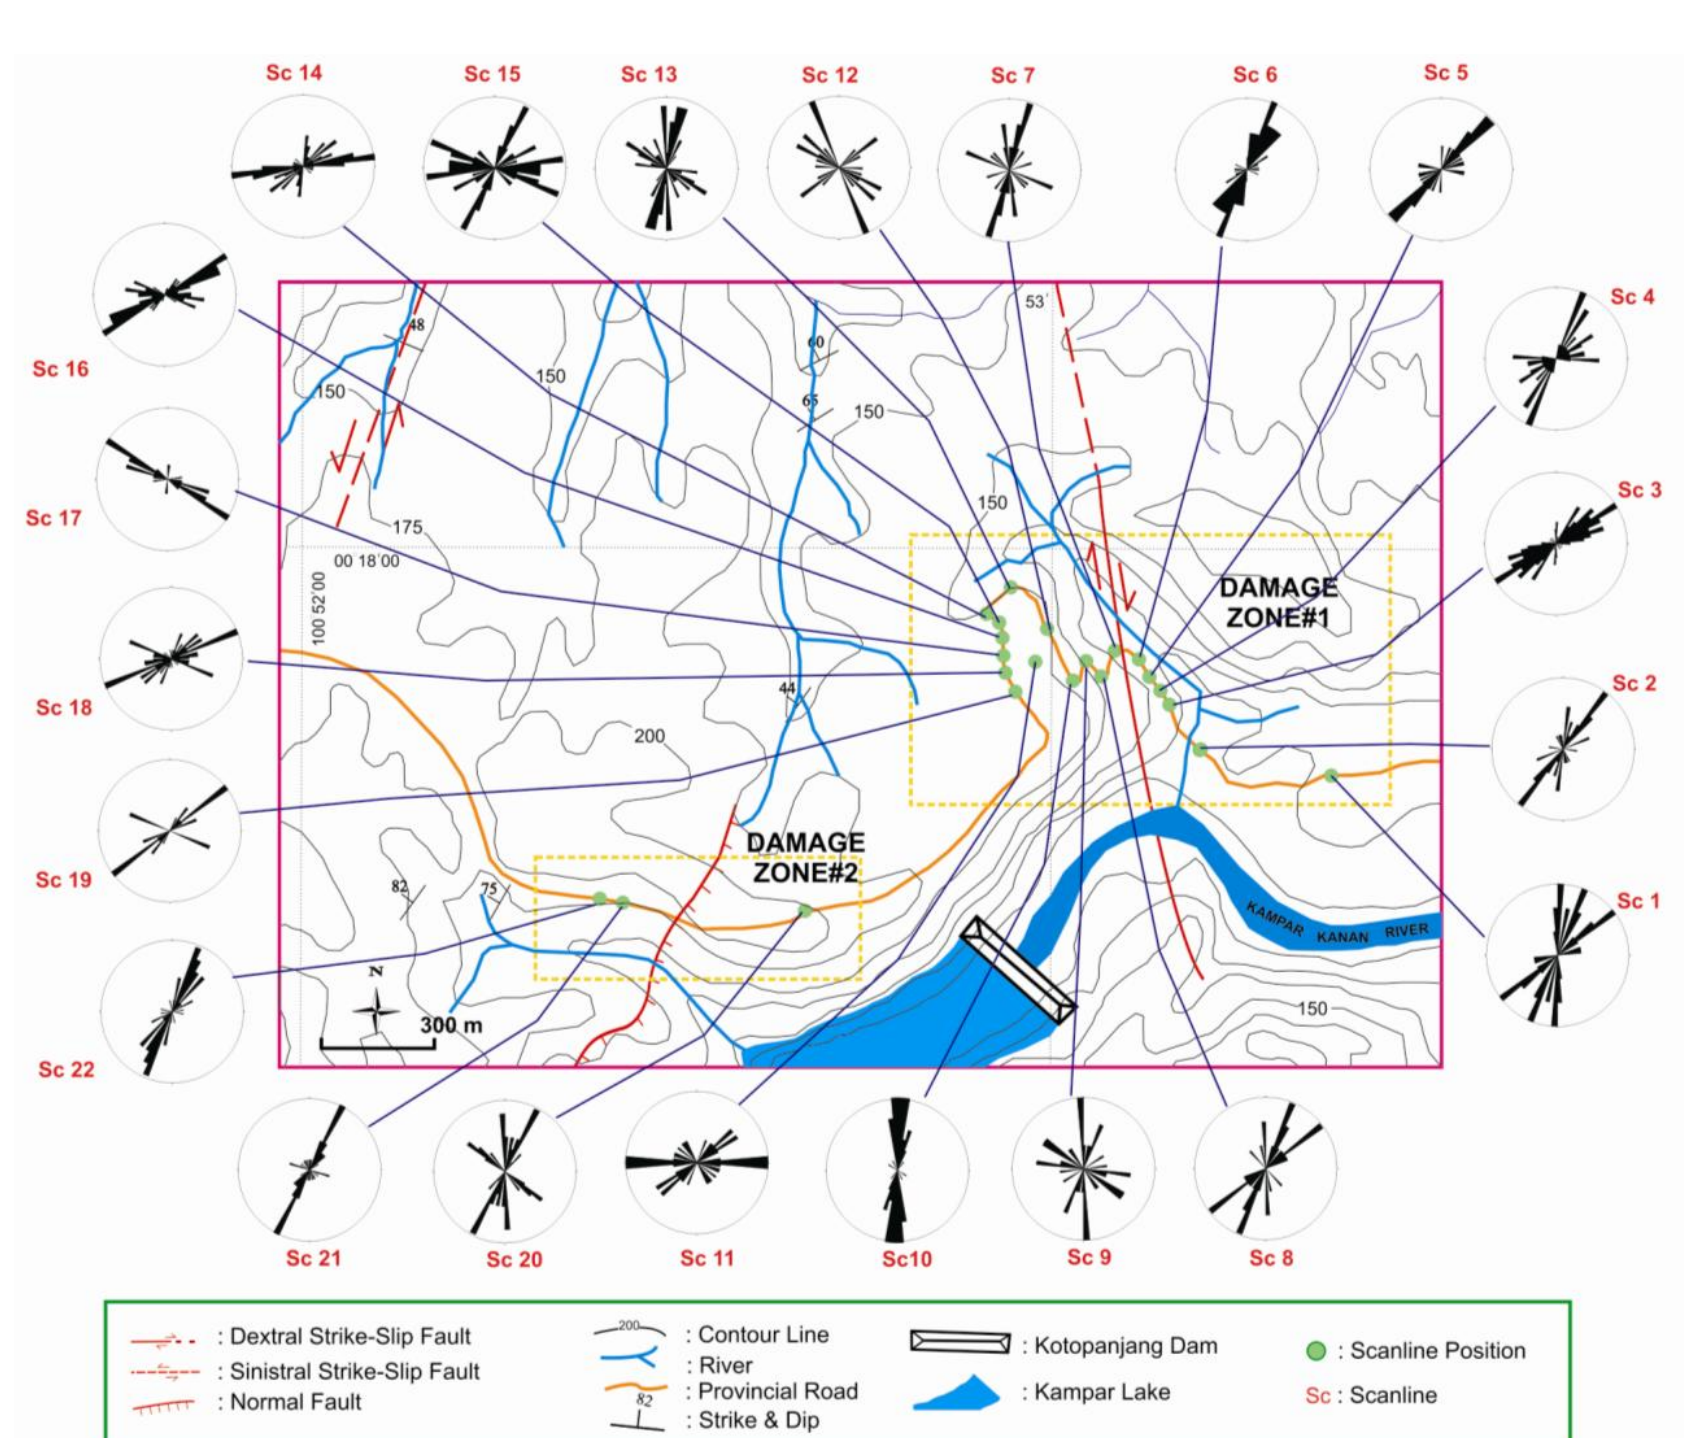 Sc 14
Sc 15
Sc 13
Sc 12
Sc 7
Sc 6
Sc 5
Sc 16
Sc 4
Sc 17
Sc 3
Sc 18
Sc 2
Sc 19
Sc 1
Sc 22
53'
48
60
150
150
65
150
150
175
00 18'00
100 52'00
DAMAGE
ZONE#1
44
200
DAMAGE
ZONE#2
82
75
KAMPAR KANAN RIVER
N
300 m
150
Sc 21
Sc 20
Sc 11
Sc10
Sc 9
Sc 8
: Dextral Strike-Slip Fault
: Sinistral Strike-Slip Fault
: Normal Fault
200
: Contour Line
: River
: Provincial Road
82
: Strike & Dip
: Kotopanjang Dam
: Kampar Lake
: Scanline Position
Sc : Scanline